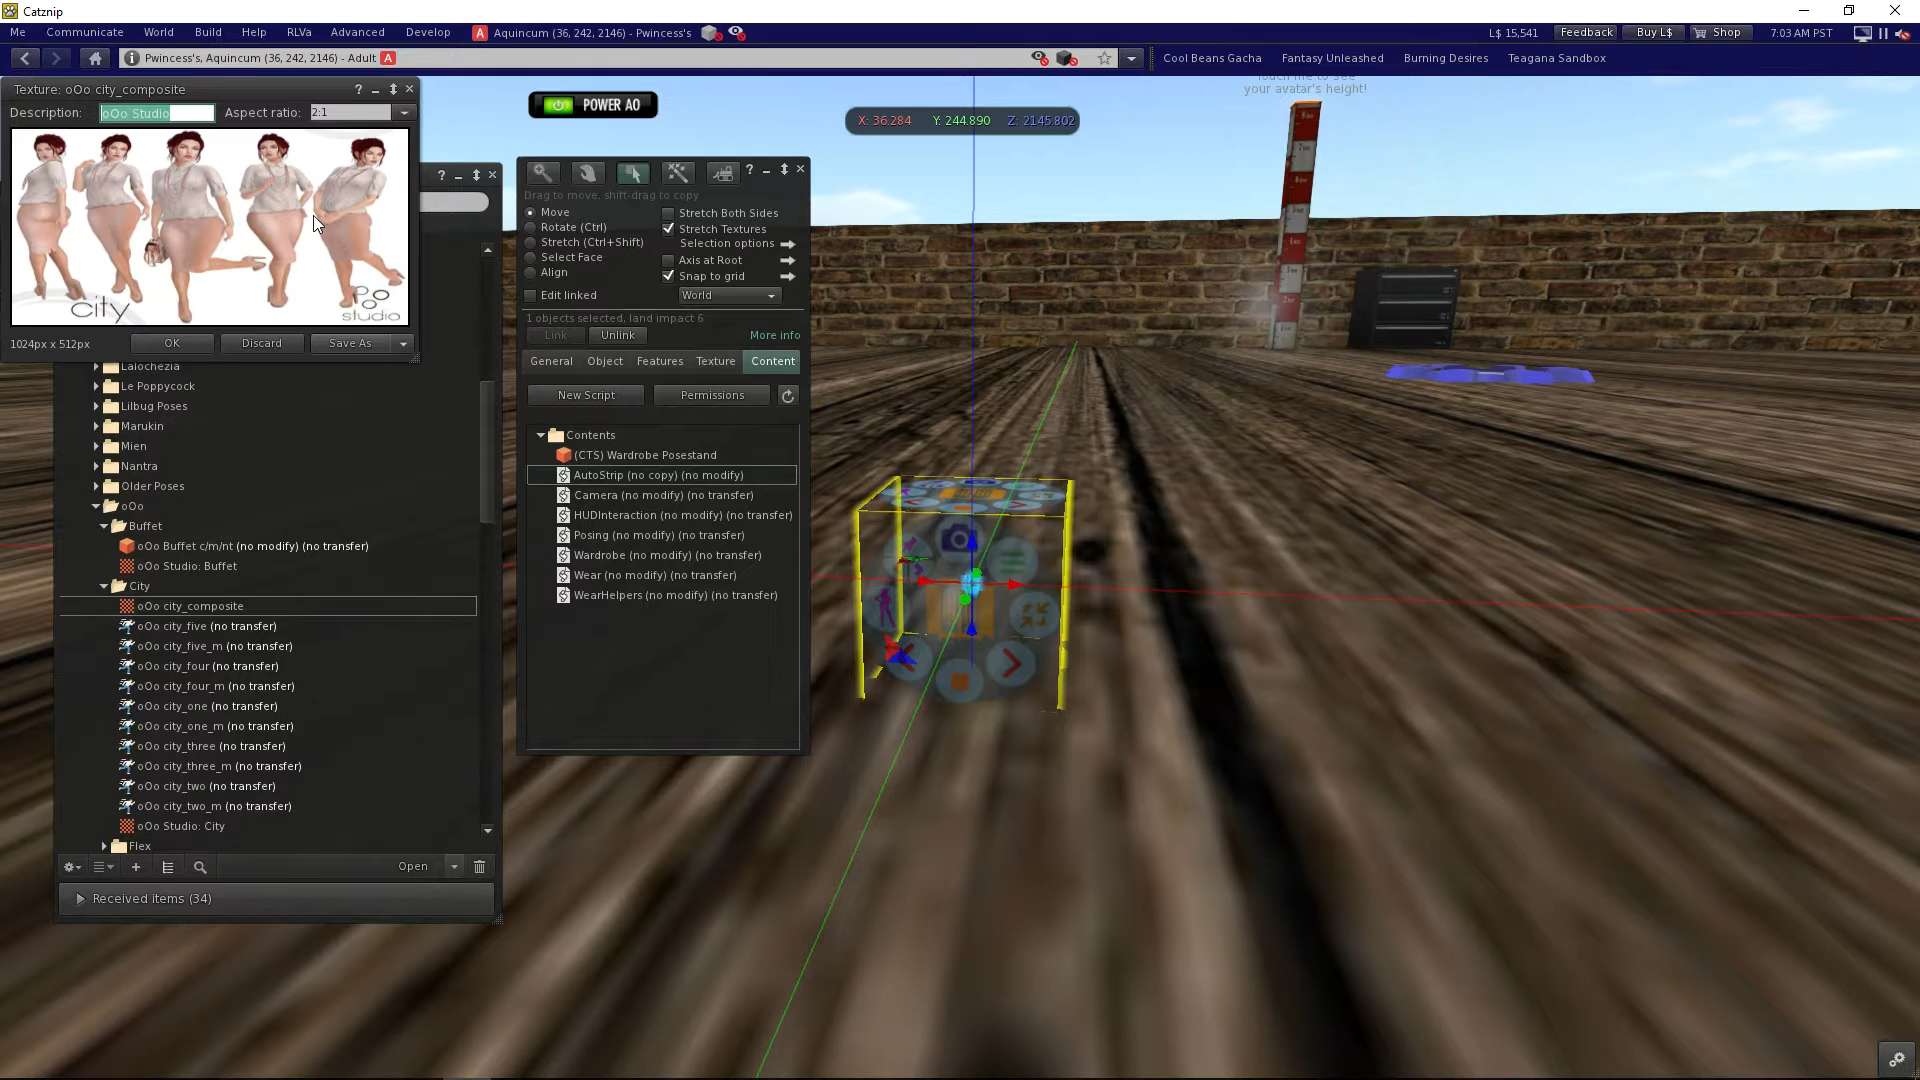 Catznip
Me Communicate World Build Help RLVa Advanced Develop A Aquincum (36, 242, 2146) - Pwincess's L$ 15,541 Feedback Buy L$ Shop 7:03 AM PST
Pwincess's, Aquincum (36, 242, 2146) - Adult A Cool Beans Gacha Fantasy Unleashed Burning Desires Teagana Sandbox
Texture: oOo city_composite
Description: oOo Studio Aspect ratio: 2:1
city
studio
1024px x 512px OK Discard Save As
Lalochezia
Le Poppycock
Lilbug Poses
Marukin
Mien
Nantra
Older Poses
oOo
Buffet
oOo Buffet c/m/nt (no modify) (no transfer)
oOo Studio: Buffet
City
oOo city_composite
oOo city_five (no transfer)
oOo city_five_m (no transfer)
oOo city_four (no transfer)
oOo city_four_m (no transfer)
oOo city_one (no transfer)
oOo city_one_m (no transfer)
oOo city_three (no transfer)
oOo city_three_m (no transfer)
oOo city_two (no transfer)
oOo city_two_m (no transfer)
oOo Studio: City
Flex
Open
Received items (34)
POWER AO
Drag to move, shift-drag to copy
Move
Rotate (Ctrl)
Stretch (Ctrl+Shift)
Select Face
Align
Edit linked
Stretch Both Sides
Stretch Textures
Selection options
Axis at Root
Snap to grid
World
1 objects selected, land impact 6
Link Unlink More info
General Object Features Texture Content
New Script Permissions
Contents
(CTS) Wardrobe Posestand
AutoStrip (no copy) (no modify)
Camera (no modify) (no transfer)
HUDInteraction (no modify) (no transfer)
Posing (no modify) (no transfer)
Wardrobe (no modify) (no transfer)
Wear (no modify) (no transfer)
WearHelpers (no modify) (no transfer)
X: 36.284 Y: 244.890 Z: 2145.802
Touch me to see
your avatar's height!